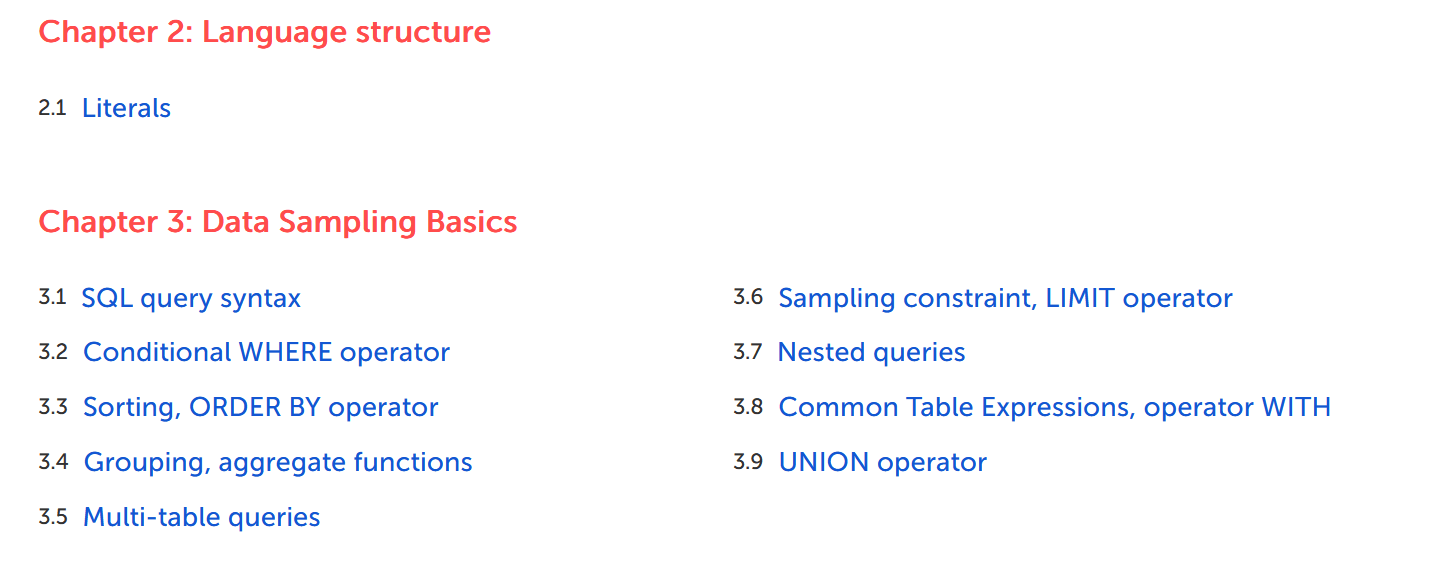 Chapter 2: Language structure
2.1 Literals
Chapter 3: Data Sampling Basics
3.1 SQL query syntax
3.2 Conditional WHERE operator
3.3 Sorting, ORDER BY operator
3.4 Grouping, aggregate functions
3.5 Multi-table queries
3.6 Sampling constraint, LIMIT operator
3.7 Nested queries
3.8 Common Table Expressions, operator WITH
3.9 UNION operator